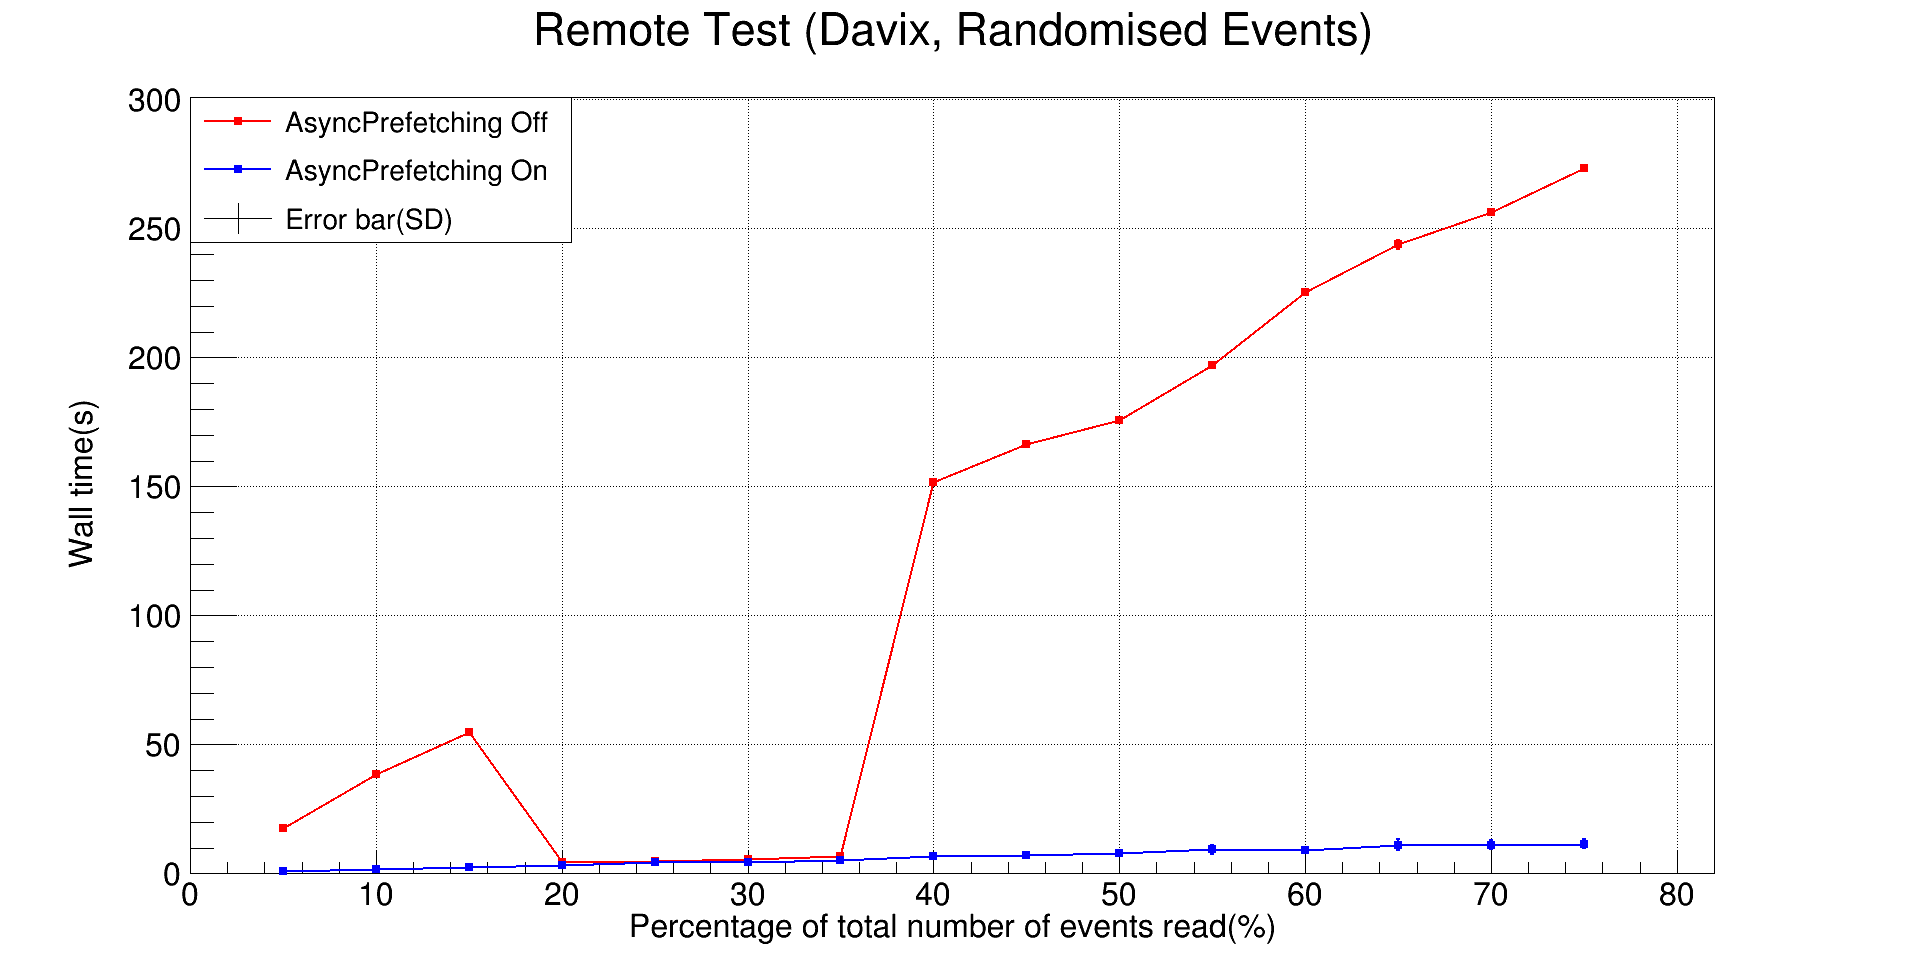 Remote Test (Davix, Randomised Events)
AsyncPrefetching Off
AsyncPrefetching On
Error bar(SD)
300
250
200
150
100
50
0
Wall time(s)
0 10 20 30 40 50 60 70 80
Percentage of total number of events read(%)